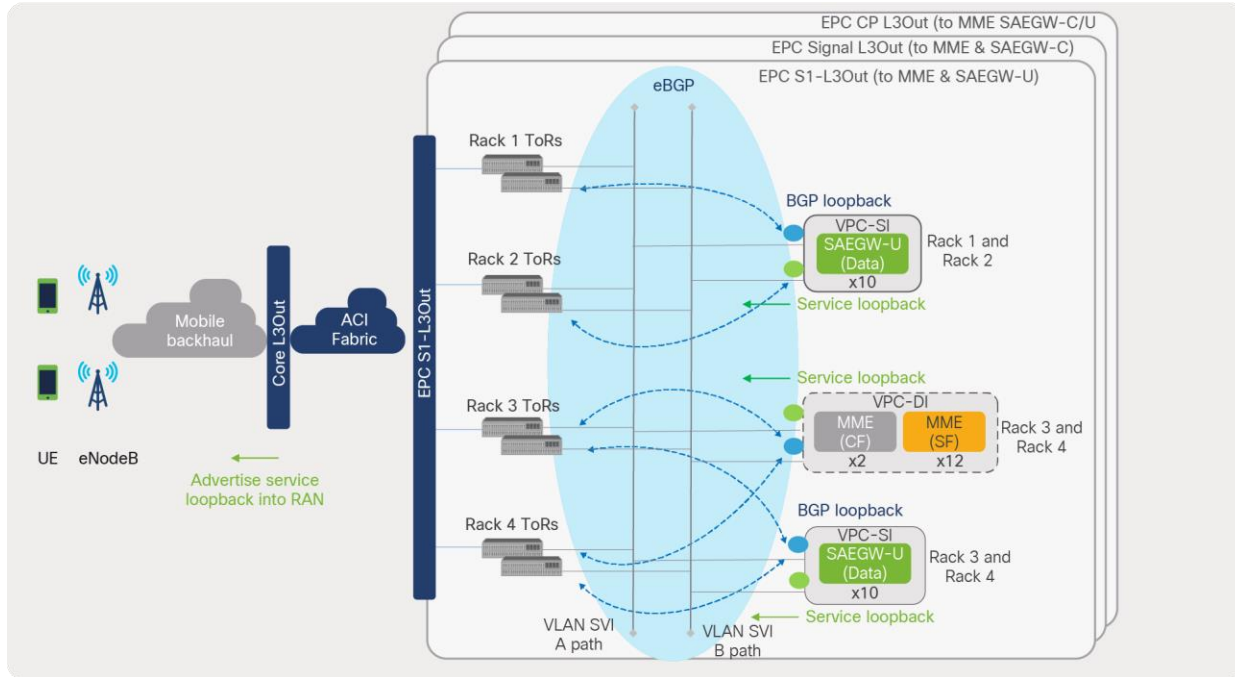 EPC CP L3Out (to MME SAEGW-C/U
EPC Signal L3Out (to MME & SAEGW-C)
EPC S1-L3Out (to MME & SAEGW-U)
eBGP
Rack 1 ToRs
BGP loopback
VPC-SI
SAEGW-U
(Data)
x10
Rack 1 and
Rack 2
Service loopback
Rack 2 ToRs
Mobile
backhaul
Core L3Out
ACI
Fabric
EPC S1-L3Out
Service loopback
Rack 3 ToRs
VPC-DI
MME
(CF)
x2
MME
(SF)
x12
Rack 3 and
Rack 4
UE
eNodeB
Advertise service
loopback into RAN
BGP loopback
Rack 4 ToRs
VPC-SI
SAEGW-U
(Data)
x10
Rack 3 and
Rack 4
Service loopback
VLAN SVI
A path
VLAN SVI
B path